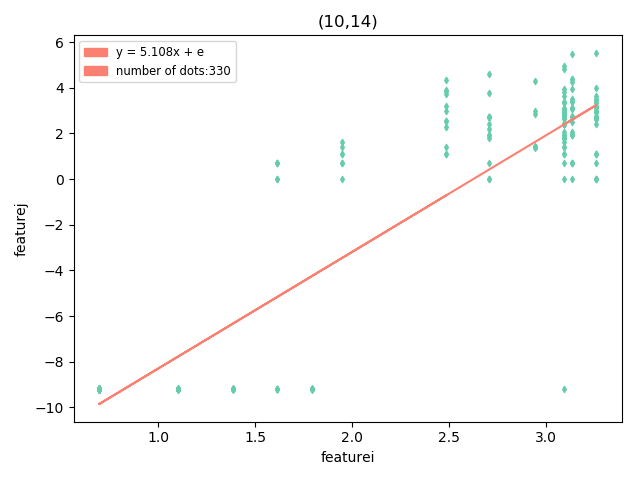 (10,14)
y = 5.108x + e
number of dots:330
6
4
2
0
−2
−4
−6
−8
−10
featurej
1.0 1.5 2.0 2.5 3.0
featurei